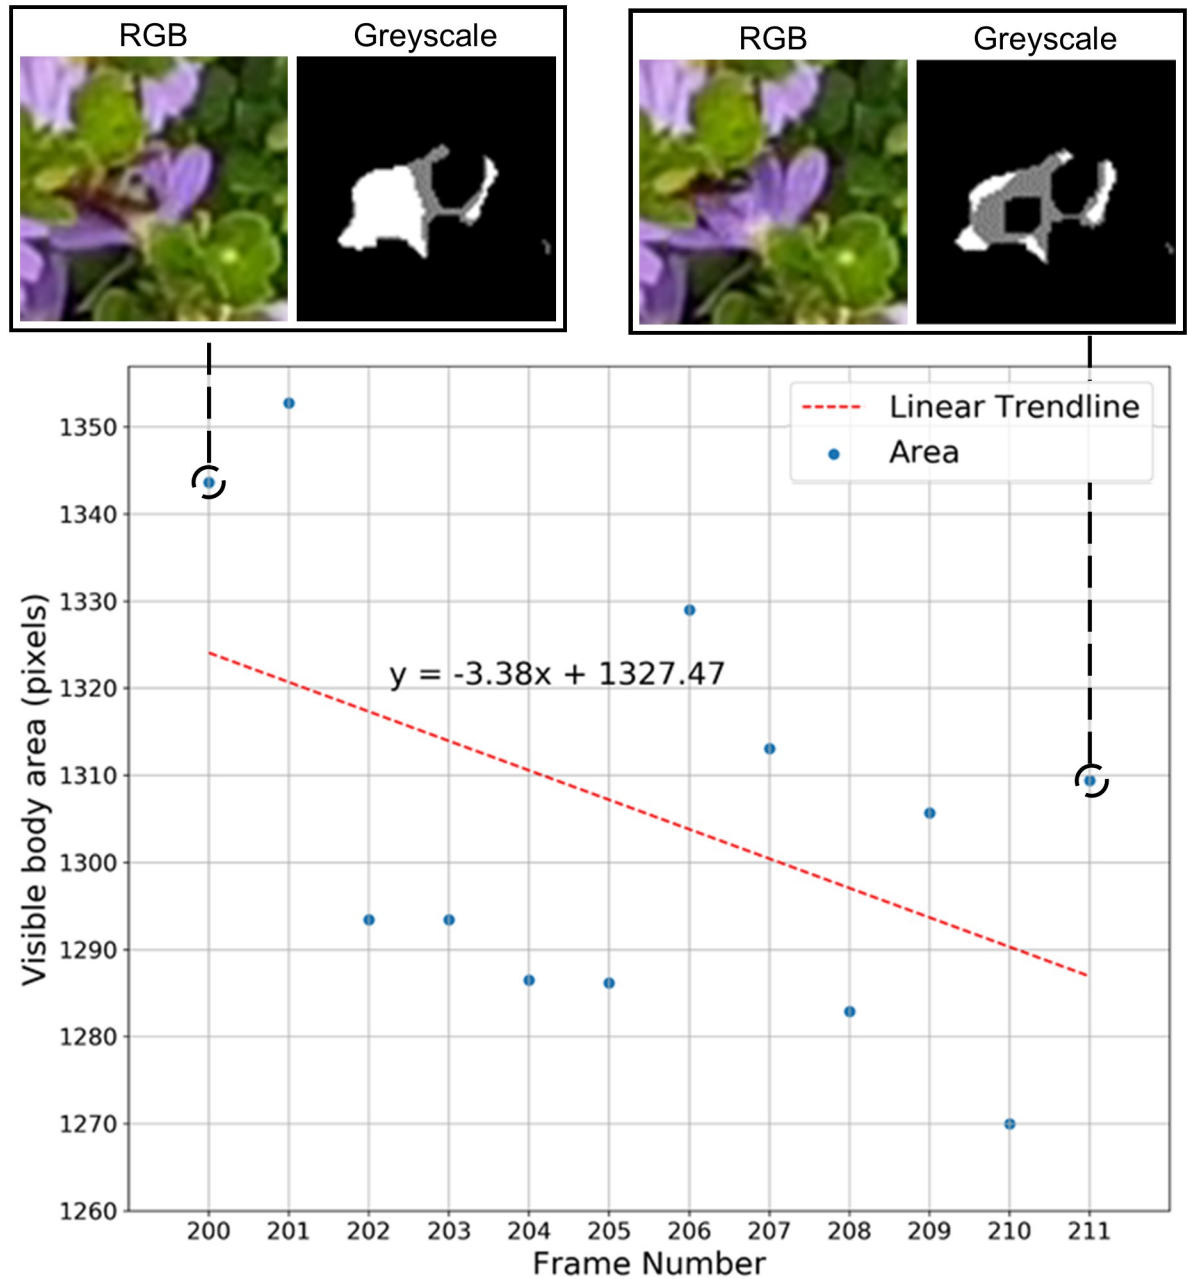 RGB Greyscale
RGB Greyscale
Linear Trendline
Area
y = -3.38x + 1327.47
Visible body area (pixels)
1350
1340
1330
1320
1310
1300
1290
1280
1270
1260
200 201 202 203 204 205 206 207 208 209 210 211
Frame Number